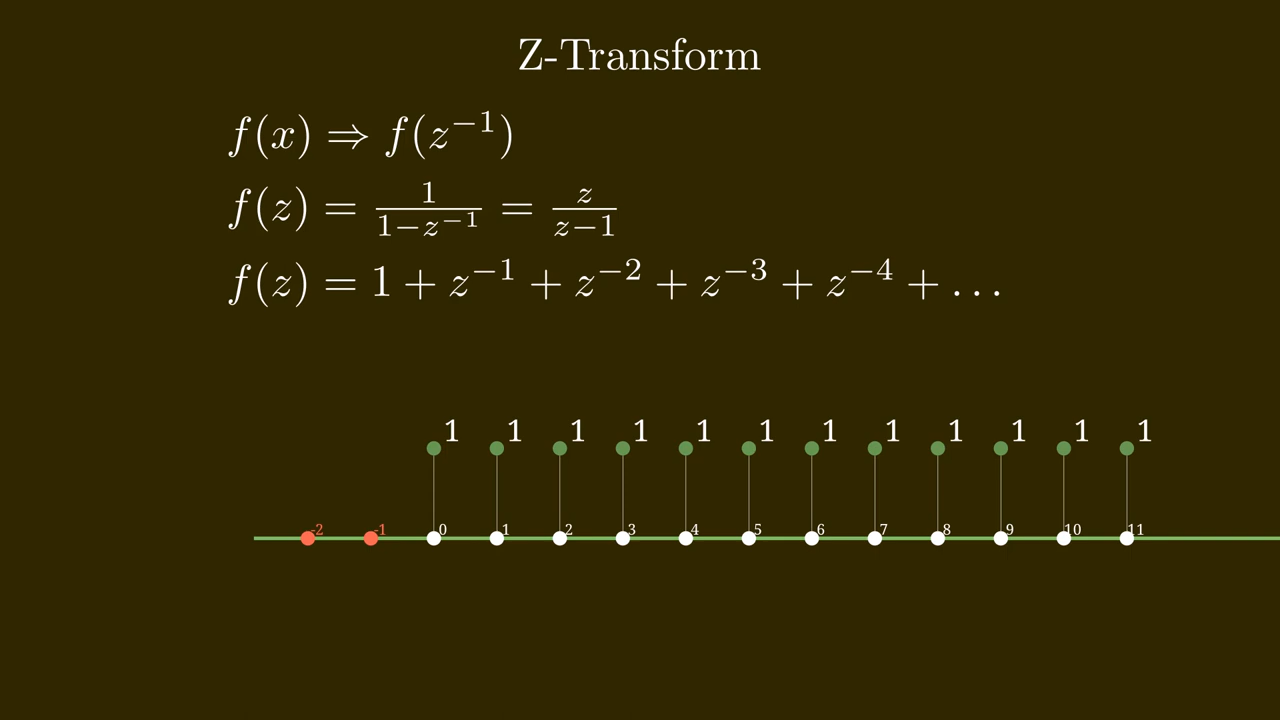 Z-Transform
f(x) ⇒ f(z⁻¹)
f(z) = 1/(1−z⁻¹) = z/(z−1)
f(z) = 1 + z⁻¹ + z⁻² + z⁻³ + z⁻⁴ + …
1 1 1 1 1 1 1 1 1 1 1 1
-2 -1 0 1 2 3 4 5 6 7 8 9 10 11